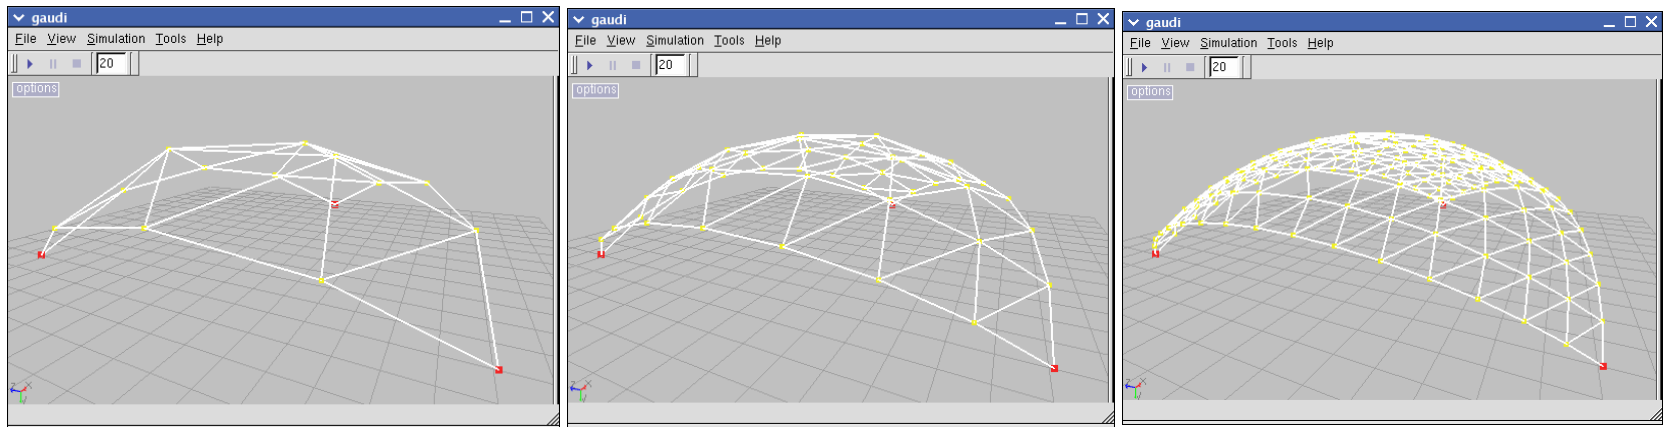 gaudi
File View Simulation Tools Help
20
options
Z X
Y
gaudi
File View Simulation Tools Help
20
options
Z X
Y
gaudi
File View Simulation Tools Help
20
options
Z X
Y